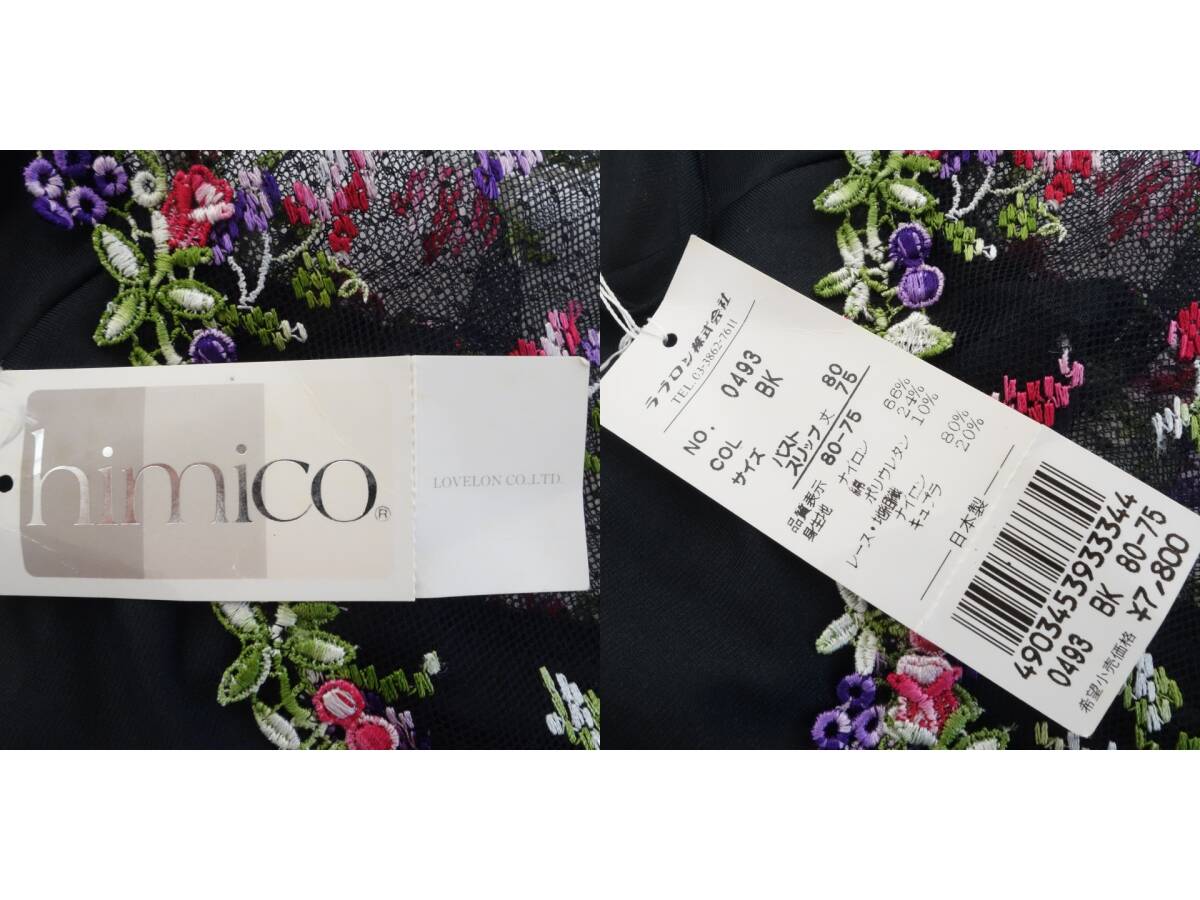 himico®
LOVELON CO.,LTD.
ララロン株式会社
TEL.03-3862-7611
NO. 0493
COL BK
サイズ バスト 80
スリップ丈 75
80-75
品質表示
身生地 ナイロン 66%
綿 24%
ポリウレタン 10%
レース・地組織
ナイロン 80%
キュプラ 20%
日本製
4903453933344
0493 BK 80-75
希望小売価格 ¥7,800